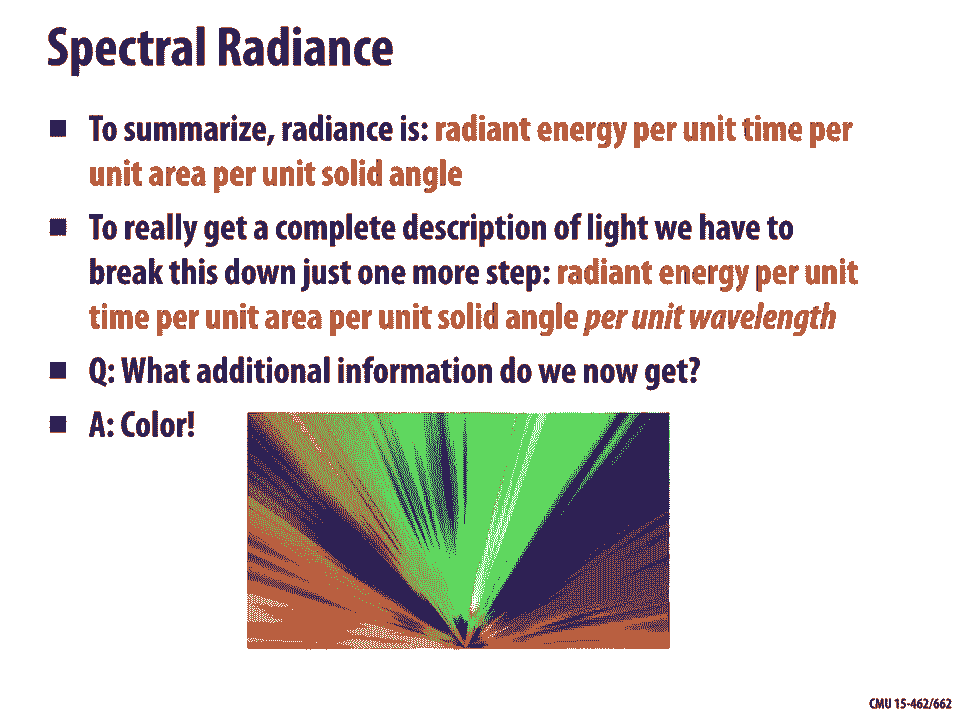 Spectral Radiance
■ To summarize, radiance is: radiant energy per unit time per
unit area per unit solid angle
■ To really get a complete description of light we have to
break this down just one more step: radiant energy per unit
time per unit area per unit solid angle per unit wavelength
■ Q: What additional information do we now get?
■ A: Color!
CMU 15-462/662